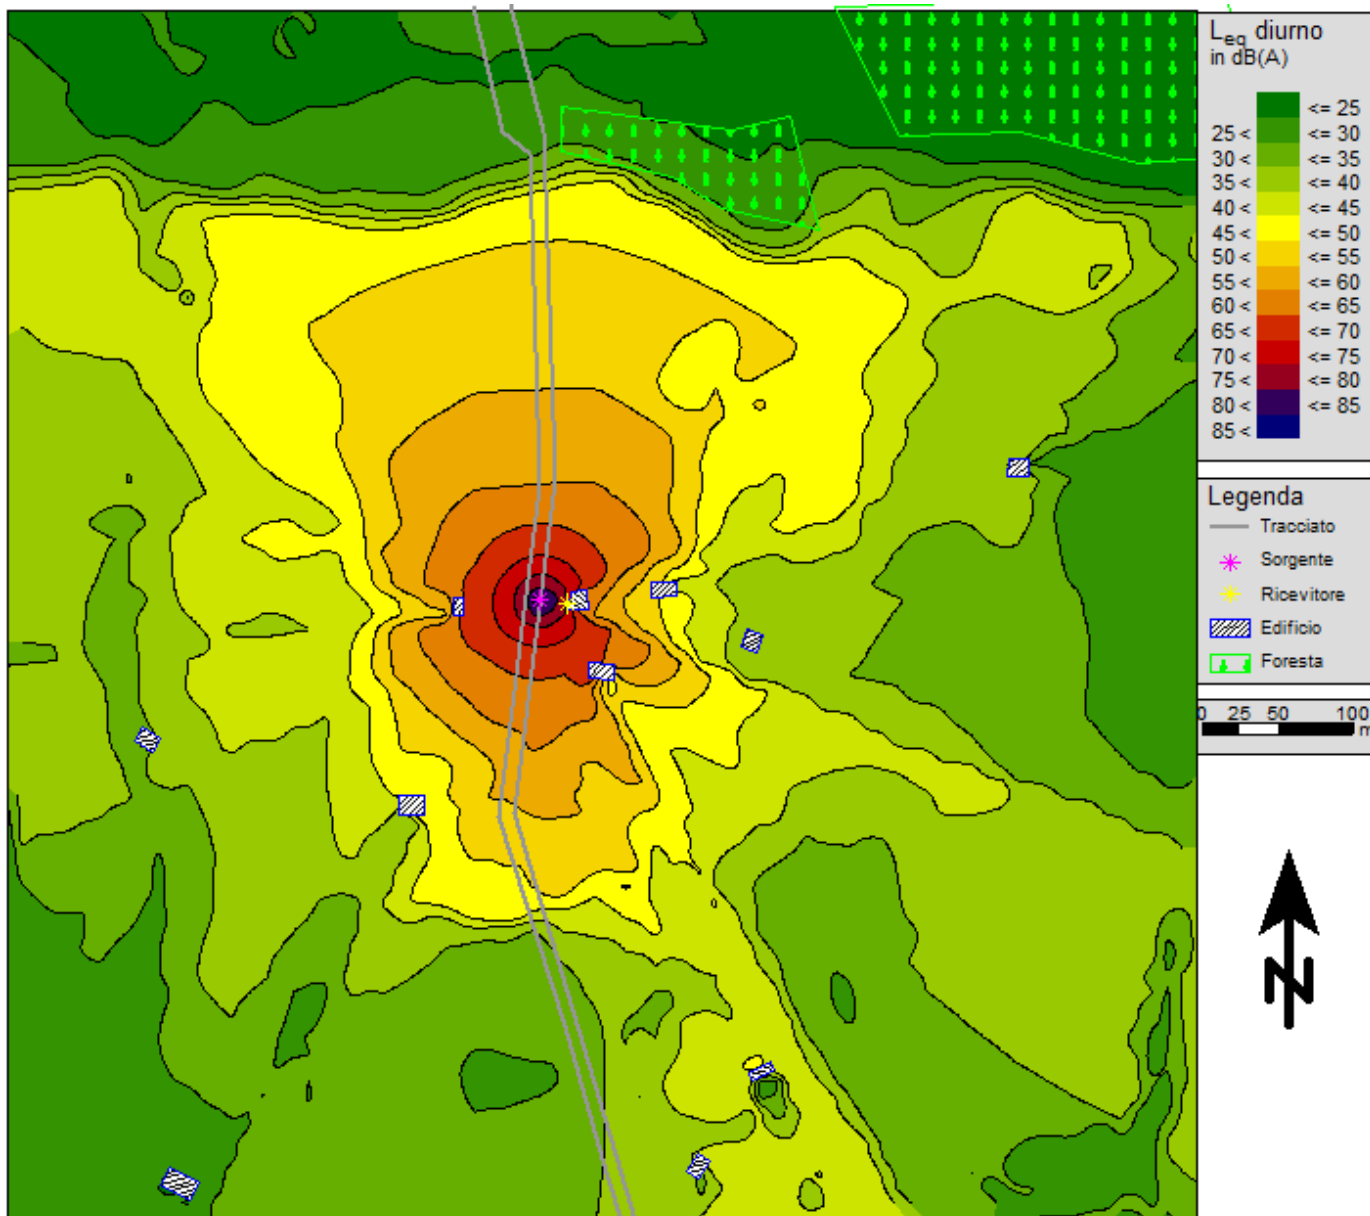 Leq diurno
in dB(A)
<= 25
25 < <= 30
30 < <= 35
35 < <= 40
40 < <= 45
45 < <= 50
50 < <= 55
55 < <= 60
60 < <= 65
65 < <= 70
70 < <= 75
75 < <= 80
80 < <= 85
85 <
Legenda
Tracciato
Sorgente
Ricevitore
Edificio
Foresta
0 25 50 100
m
N